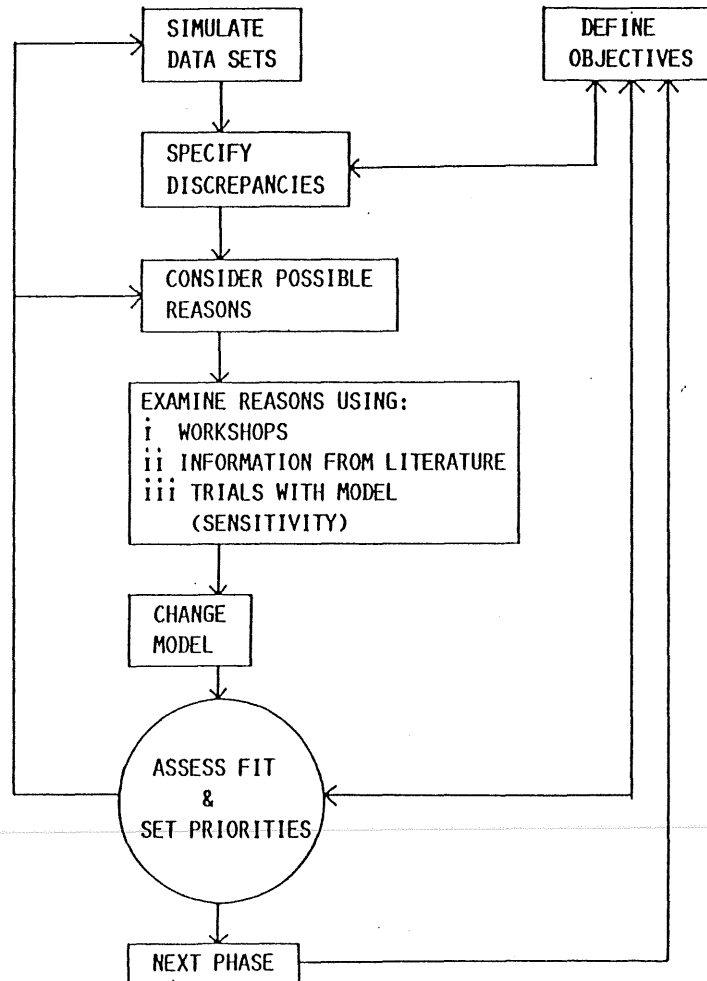 SIMULATE
DATA SETS
DEFINE
OBJECTIVES
SPECIFY
DISCREPANCIES
CONSIDER POSSIBLE
REASONS
EXAMINE REASONS USING:
i WORKSHOPS
ii INFORMATION FROM LITERATURE
iii TRIALS WITH MODEL
(SENSITIVITY)
CHANGE
MODEL
ASSESS FIT
&
SET PRIORITIES
NEXT PHASE